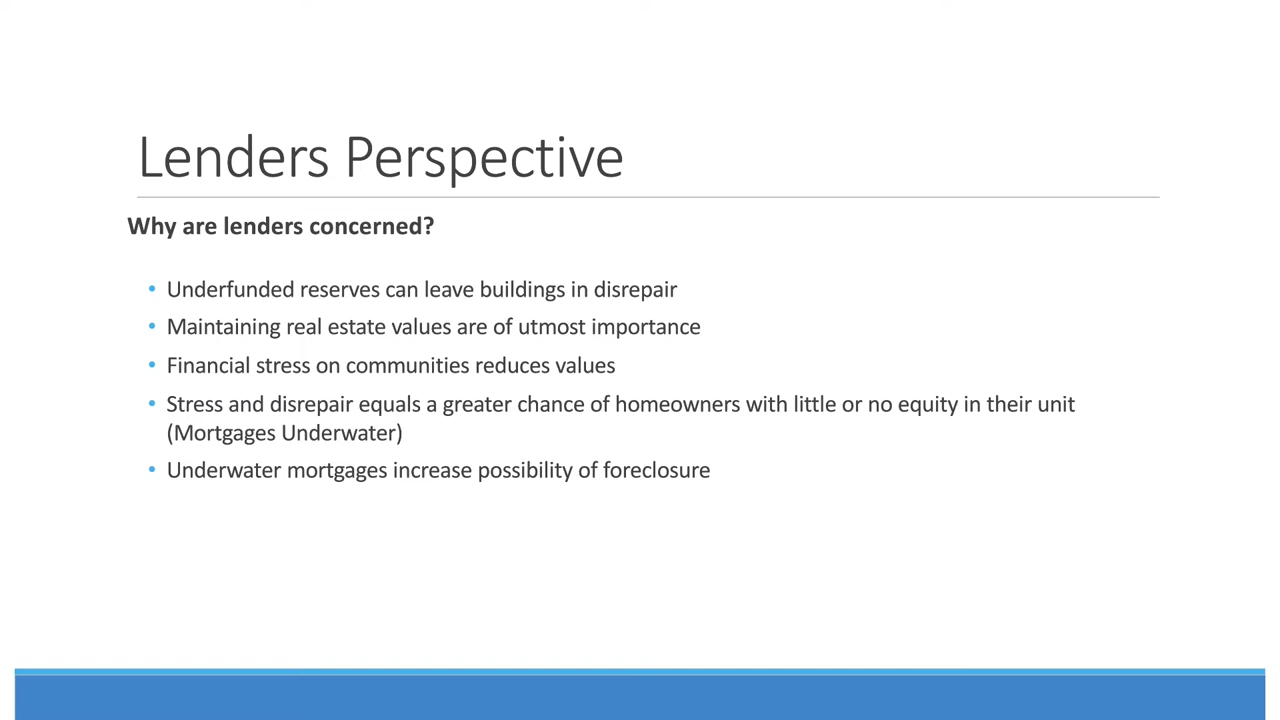 Lenders Perspective
Why are lenders concerned?
• Underfunded reserves can leave buildings in disrepair
• Maintaining real estate values are of utmost importance
• Financial stress on communities reduces values
• Stress and disrepair equals a greater chance of homeowners with little or no equity in their unit
(Mortgages Underwater)
• Underwater mortgages increase possibility of foreclosure